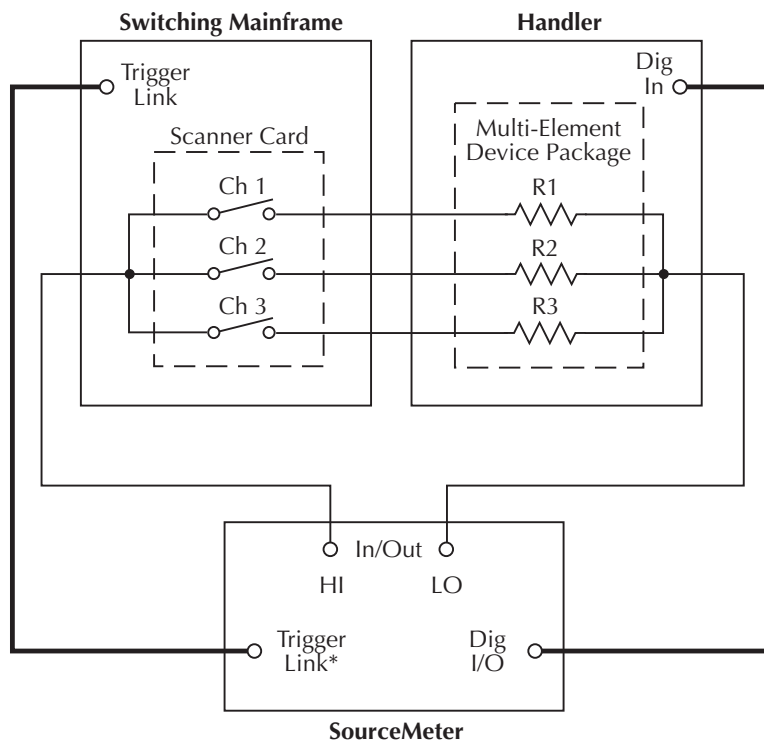 Switching Mainframe
Handler
Trigger
Link
Dig
In
Scanner Card
Multi-Element
Device Package
Ch 1
R1
Ch 2
R2
Ch 3
R3
In/Out
HI
LO
Trigger
Link*
Dig
I/O
SourceMeter